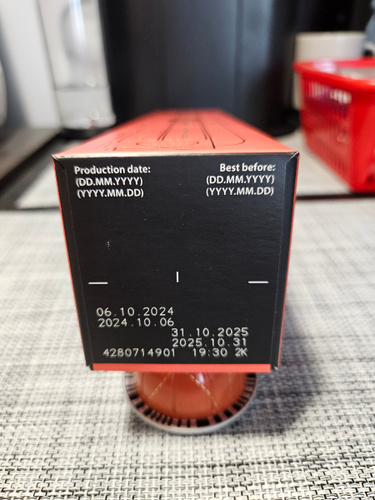 Production date:
(DD.MM.YYYY)
(YYYY.MM.DD)
Best before:
(DD.MM.YYYY)
(YYYY.MM.DD)
06.10.2024
2024.10.06
31.10.2025
2025.10.31
4280714901 19:30 2K